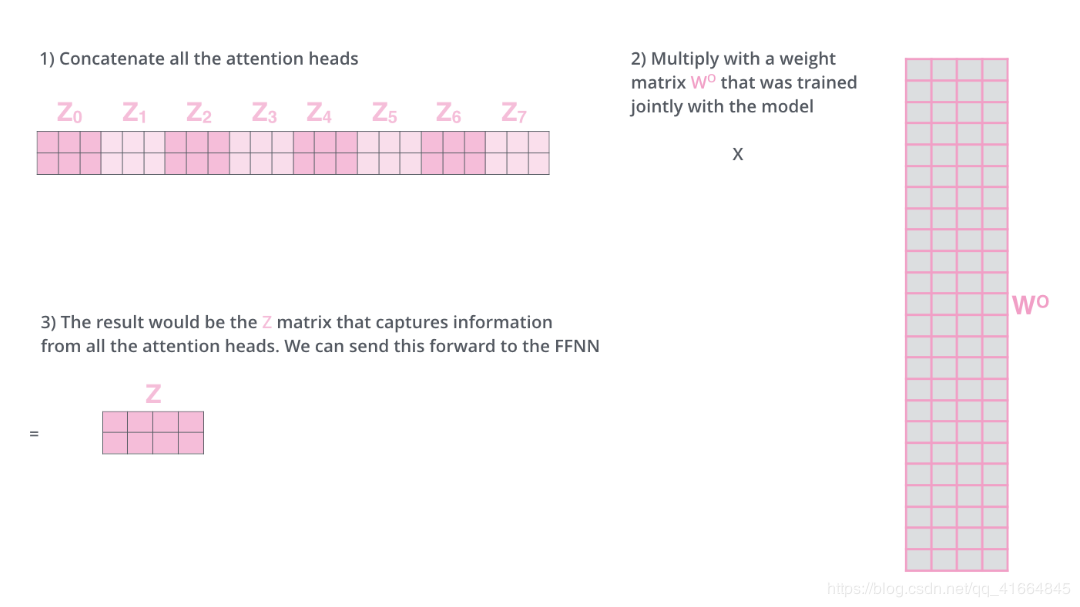 1) Concatenate all the attention heads
Z0 Z1 Z2 Z3 Z4 Z5 Z6 Z7
2) Multiply with a weight
matrix W^O that was trained
jointly with the model
X
W^O
3) The result would be the Z matrix that captures information
from all the attention heads. We can send this forward to the FFNN
Z
=
https://blog.csdn.net/qq_41664845